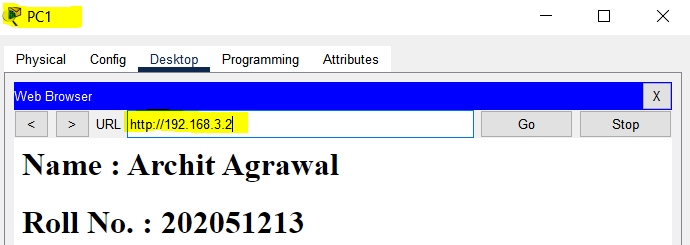 PC1
Physical Config Desktop Programming Attributes
Web Browser X
< > URL http://192.168.3.2 Go Stop
Name : Archit Agrawal
Roll No. : 202051213